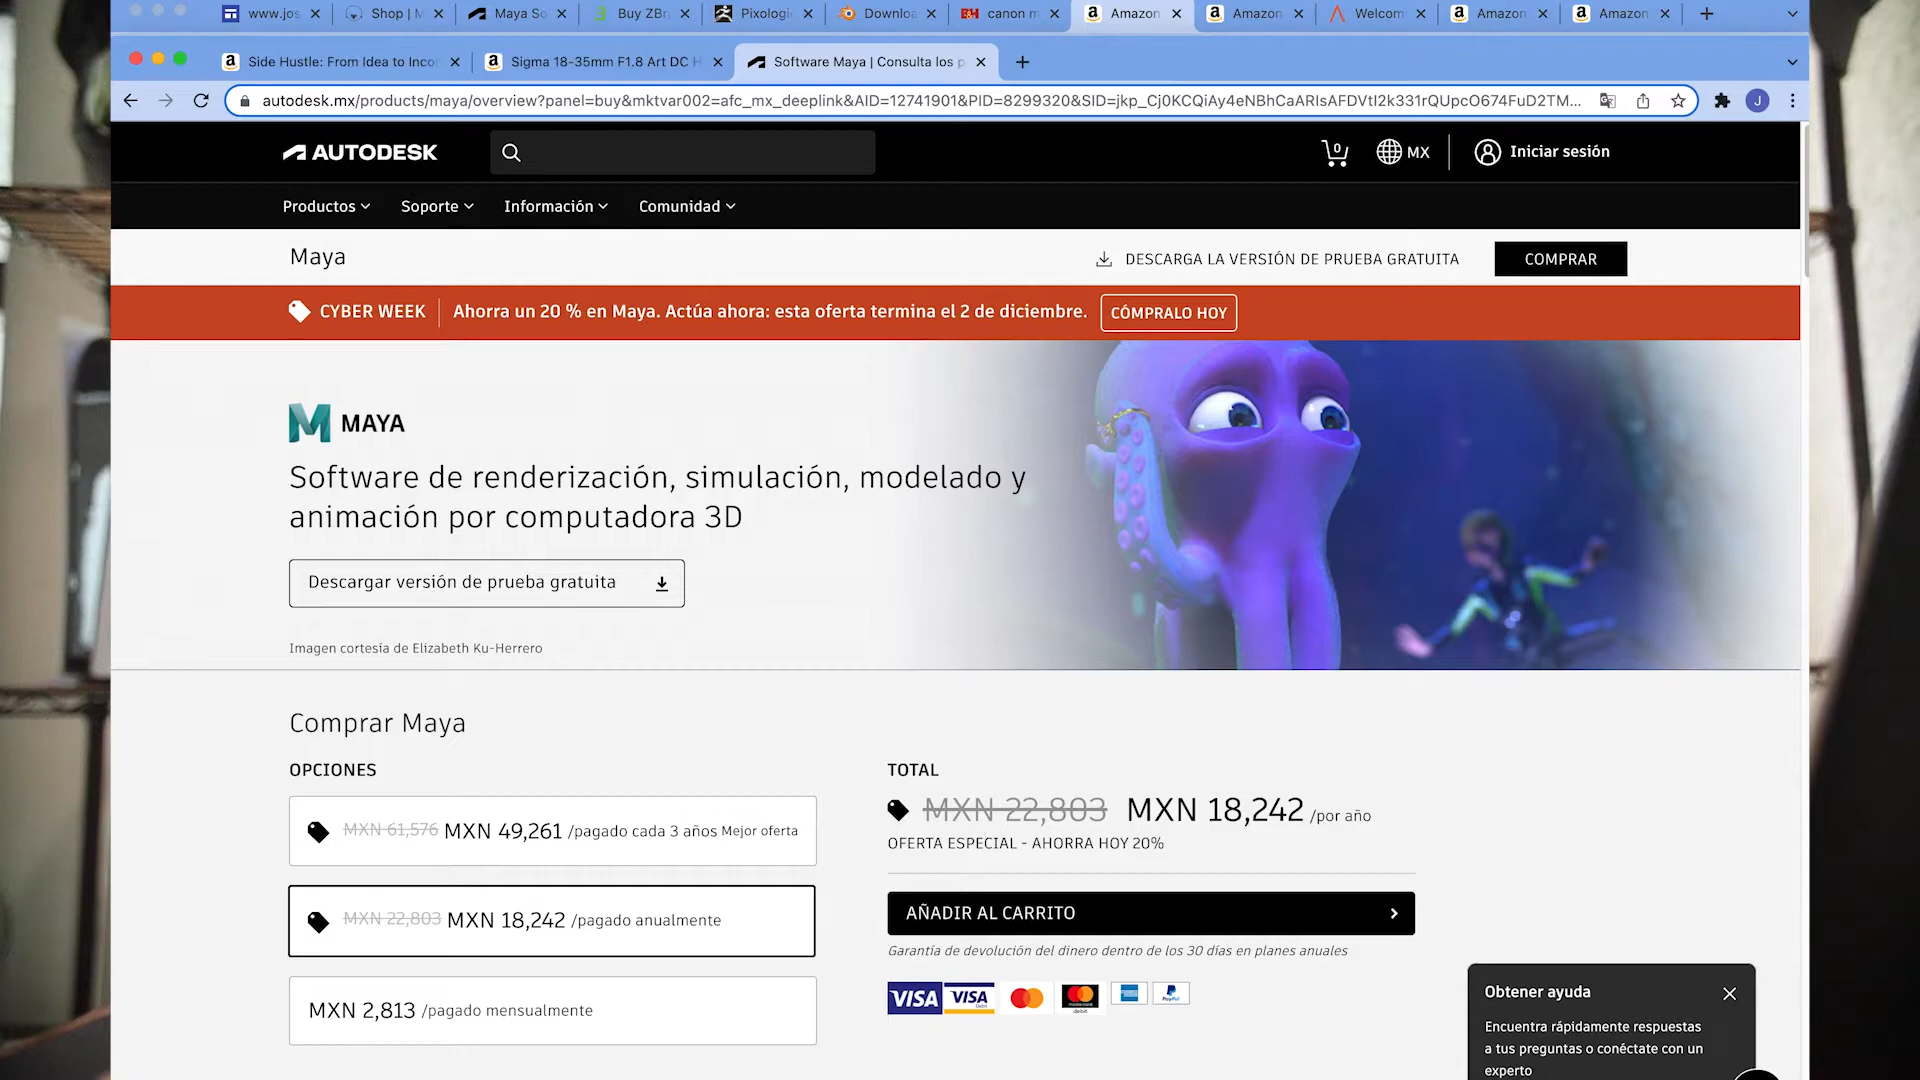 www.jos
Shop | M
Maya So
Buy ZBr
Pixologi
Downloa
B&H canon m
Amazon
Amazon
Welcom
Amazon
Amazon
Side Hustle: From Idea to Incor
Sigma 18-35mm F1.8 Art DC H
Software Maya | Consulta los p
autodesk.mx/products/maya/overview?panel=buy&mktvar002=afc_mx_deeplink&AID=12741901&PID=8299320&SID=jkp_Cj0KCQiAy4eNBhCaARIsAFDVtI2k331rQUpcO674FuD2TM...
J
AUTODESK
0
MX
Iniciar sesión
Productos
Soporte
Información
Comunidad
Maya
DESCARGA LA VERSIÓN DE PRUEBA GRATUITA
COMPRAR
CYBER WEEK
Ahorra un 20 % en Maya. Actúa ahora: esta oferta termina el 2 de diciembre.
CÓMPRALO HOY
MAYA
Software de renderización, simulación, modelado y
animación por computadora 3D
Descargar versión de prueba gratuita
Imagen cortesía de Elizabeth Ku-Herrero
Comprar Maya
OPCIONES
MXN 61,576 MXN 49,261 /pagado cada 3 años Mejor oferta
MXN 22,803 MXN 18,242 /pagado anualmente
MXN 2,813 /pagado mensualmente
TOTAL
MXN 22,803 MXN 18,242 /por año
OFERTA ESPECIAL - AHORRA HOY 20%
AÑADIR AL CARRITO
Garantía de devolución del dinero dentro de los 30 días en planes anuales
VISA
VISA
Debit
mastercard
debit
PayPal
Obtener ayuda
Encuentra rápidamente respuestas
a tus preguntas o conéctate con un
experto